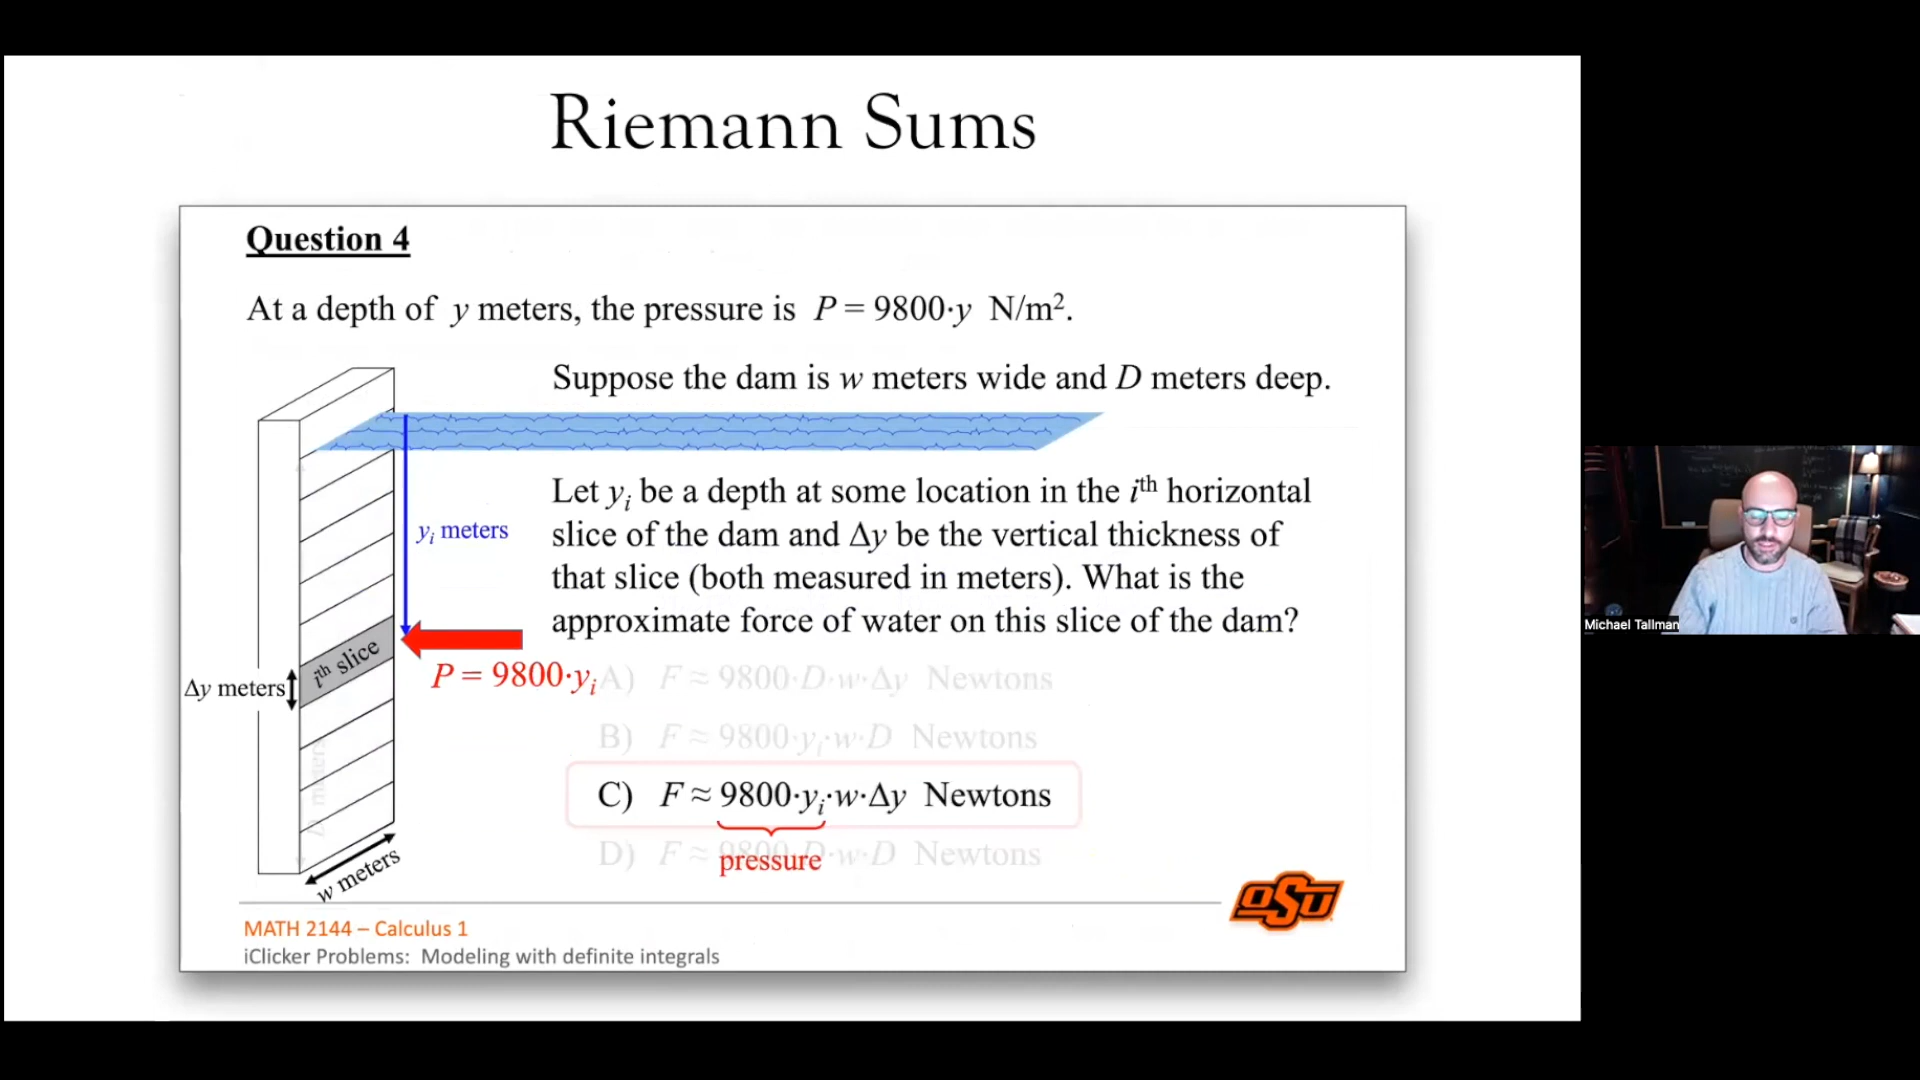 Riemann Sums
Question 4
At a depth of y meters, the pressure is P = 9800·y N/m².
Suppose the dam is w meters wide and D meters deep.
Let yᵢ be a depth at some location in the iᵗʰ horizontal
slice of the dam and Δy be the vertical thickness of
that slice (both measured in meters). What is the
approximate force of water on this slice of the dam?
yᵢ meters
iᵗʰ slice
Δy meters
P = 9800·yᵢ
D meters
w meters
A) F ≈ 9800·D·w·Δy Newtons
B) F ≈ 9800·yᵢ·w·D Newtons
C) F ≈ 9800·yᵢ·w·Δy Newtons
pressure
D) F ≈ 9800·D·w·D Newtons
OSU
MATH 2144 – Calculus 1
iClicker Problems: Modeling with definite integrals
Michael Tallman